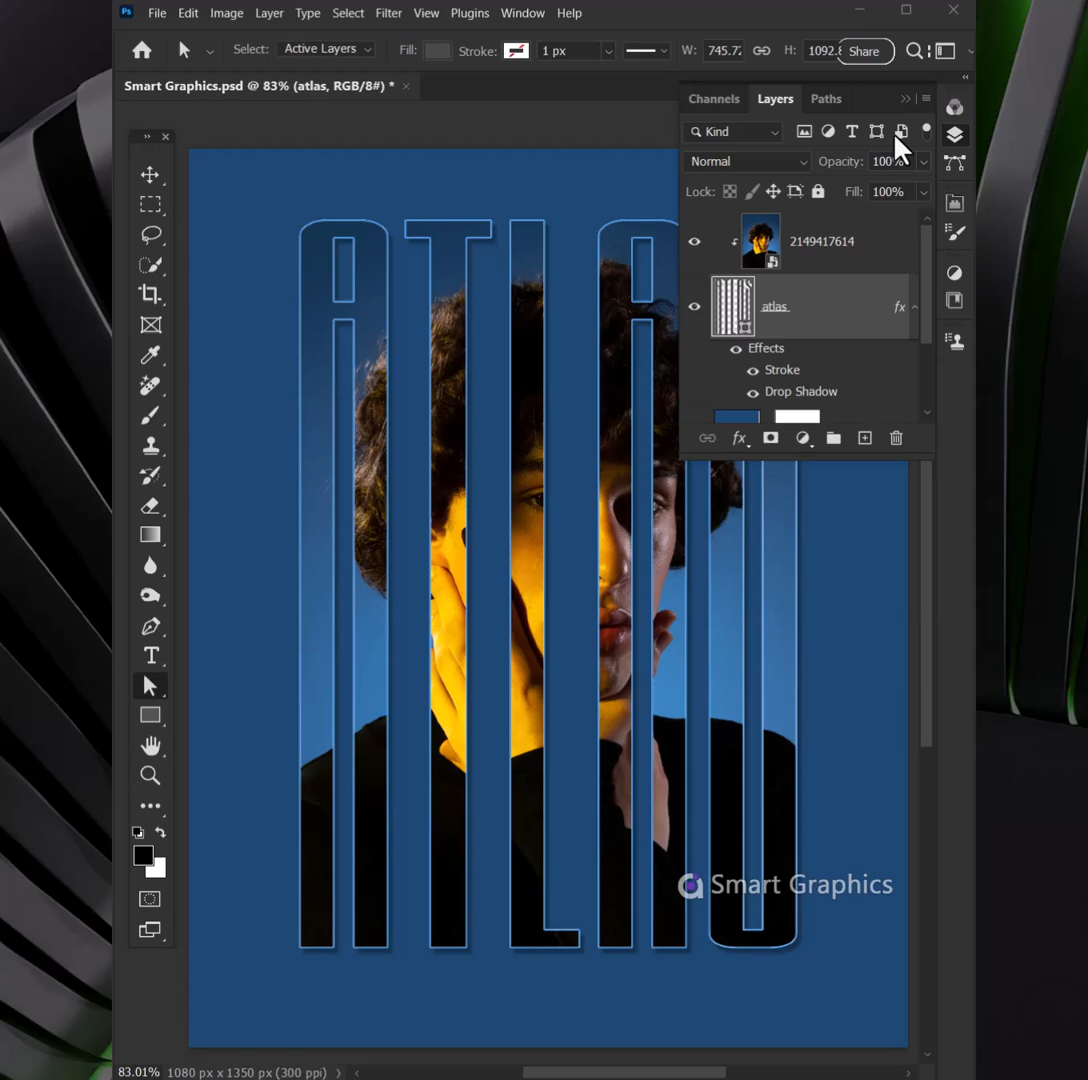 Ps File Edit Image Layer Type Select Filter View Plugins Window Help
Select: Active Layers Fill: Stroke: 1 px W: 745.72 H: 1092.8 Share
Smart Graphics.psd @ 83% (atlas, RGB/8#) * ×
Channels Layers Paths
Kind
Normal Opacity: 100%
Lock: Fill: 100%
2149417614
atlas fx
Effects
Stroke
Drop Shadow
fx
ATLA
Smart Graphics
83.01% 1080 px x 1350 px (300 ppi)